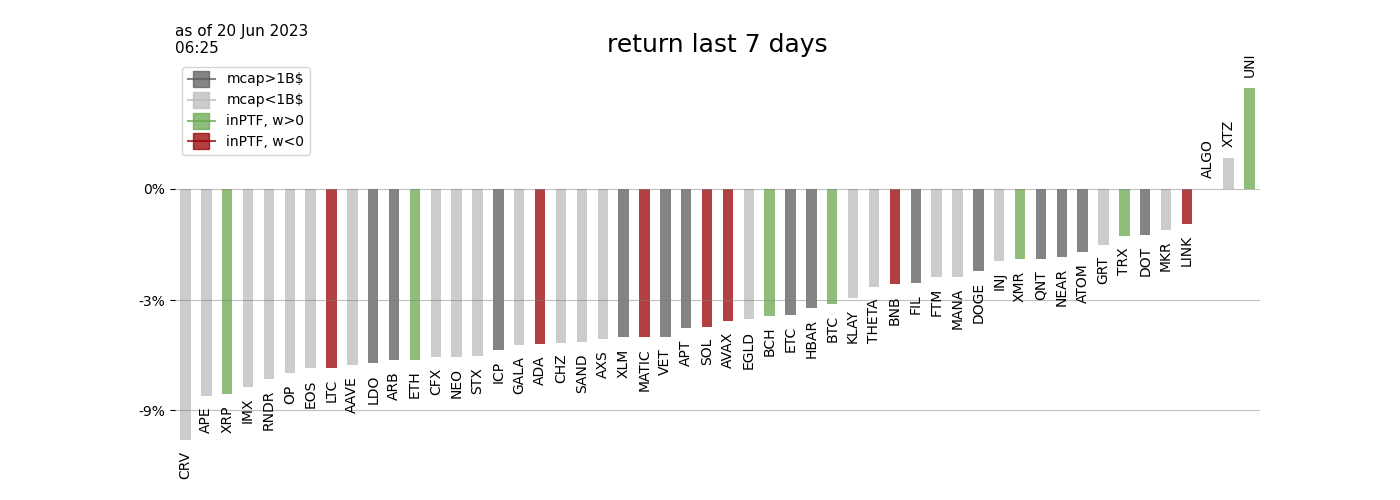 as of 20 Jun 2023
06:25
return last 7 days
mcap>1B$
mcap<1B$
inPTF, w>0
inPTF, w<0
0%
-3%
-9%
CRV
APE
XRP
IMX
RNDR
OP
EOS
LTC
AAVE
LDO
ARB
ETH
CFX
NEO
STX
ICP
GALA
ADA
CHZ
SAND
AXS
XLM
MATIC
VET
APT
SOL
AVAX
EGLD
BCH
ETC
HBAR
BTC
KLAY
THETA
BNB
FIL
FTM
MANA
DOGE
INJ
XMR
QNT
NEAR
ATOM
GRT
TRX
DOT
MKR
LINK
ALGO
XTZ
UNI